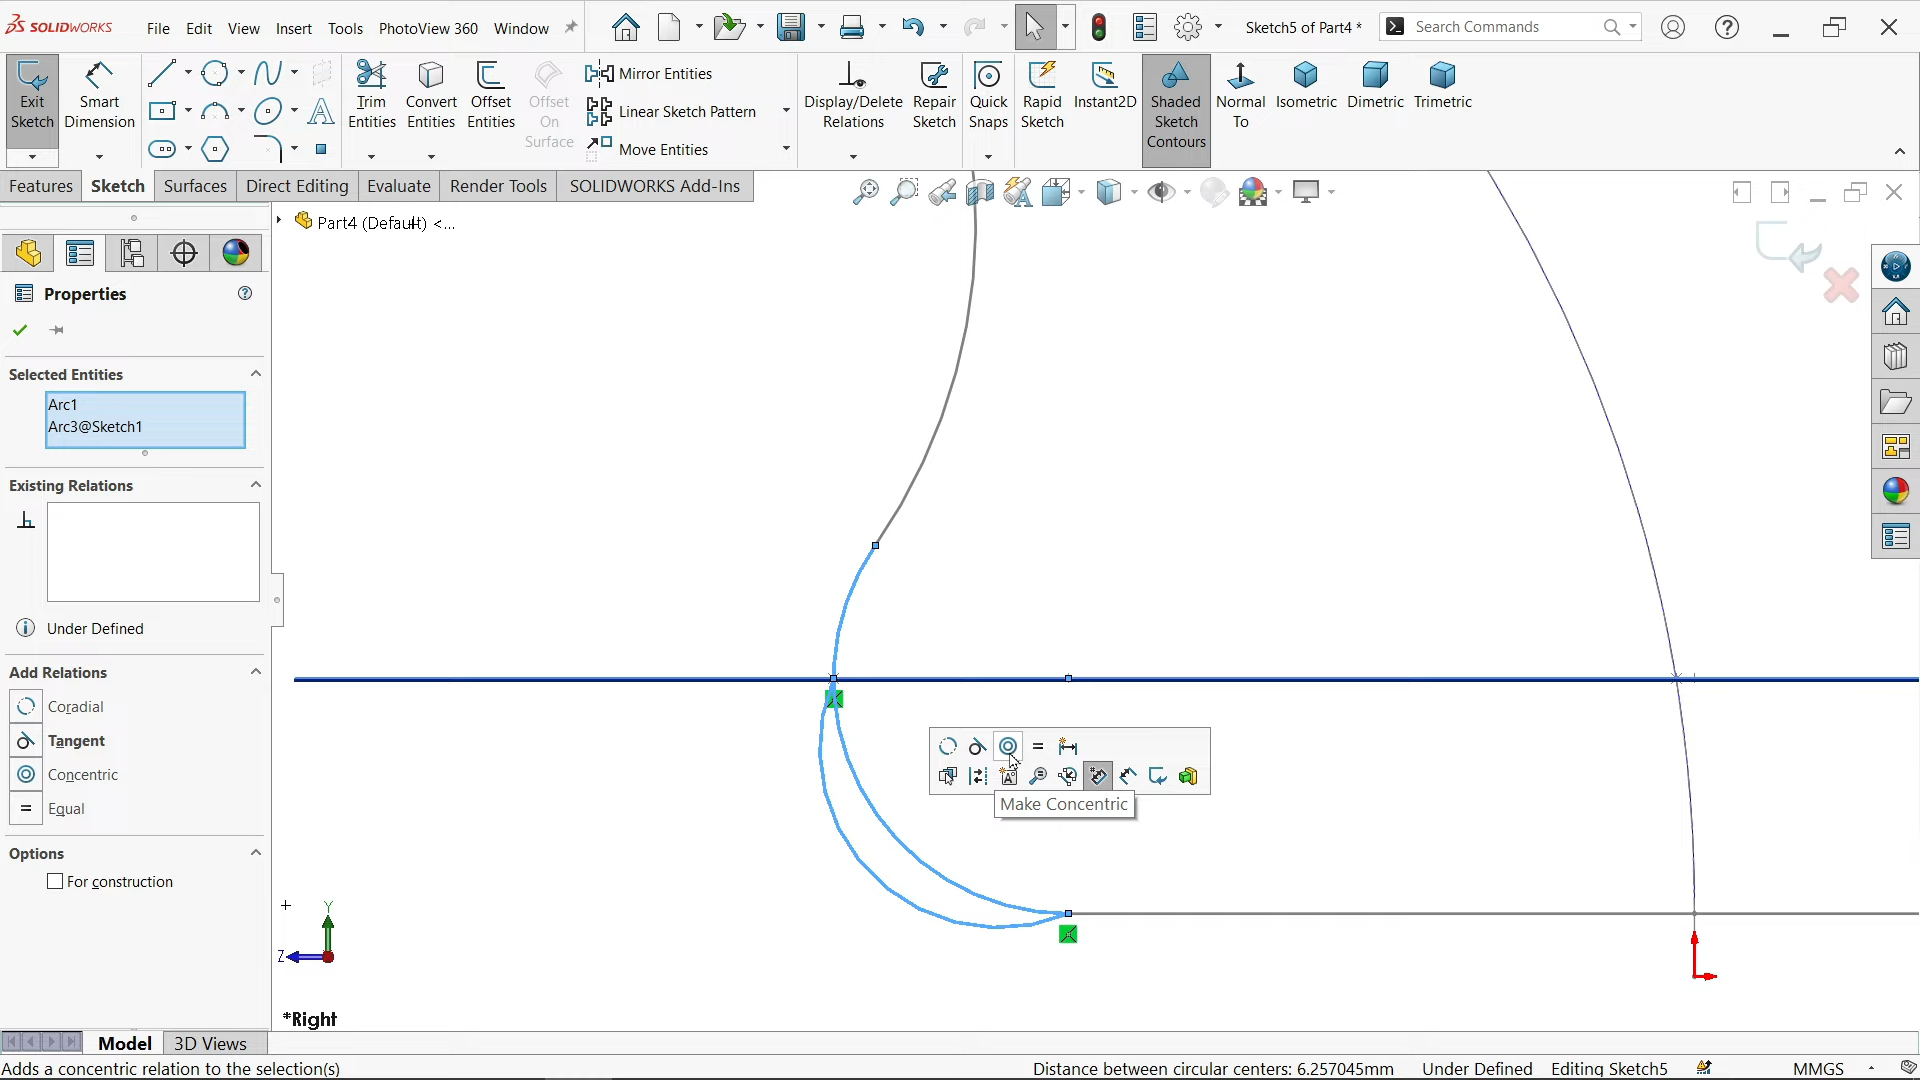 SOLIDWORKS File Edit View Insert Tools PhotoView 360 Window Sketch5 of Part4 * Search Commands
Exit Sketch
Smart Dimension
Trim Entities
Convert Entities
Offset Entities
Offset On Surface
Mirror Entities
Linear Sketch Pattern
Move Entities
Display/Delete Relations
Repair Sketch
Quick Snaps
Rapid Sketch
Instant2D
Shaded Sketch Contours
Normal To
Isometric
Dimetric
Trimetric
Features Sketch Surfaces Direct Editing Evaluate Render Tools SOLIDWORKS Add-Ins
Part4 (Default) <...
Properties
Selected Entities
Arc1
Arc3@Sketch1
Existing Relations
Under Defined
Add Relations
Coradial
Tangent
Concentric
Equal
Options
For construction
Make Concentric
Y
Z
*Right
Model 3D Views
Adds a concentric relation to the selection(s) Distance between circular centers: 6.257045mm Under Defined Editing Sketch5 MMGS